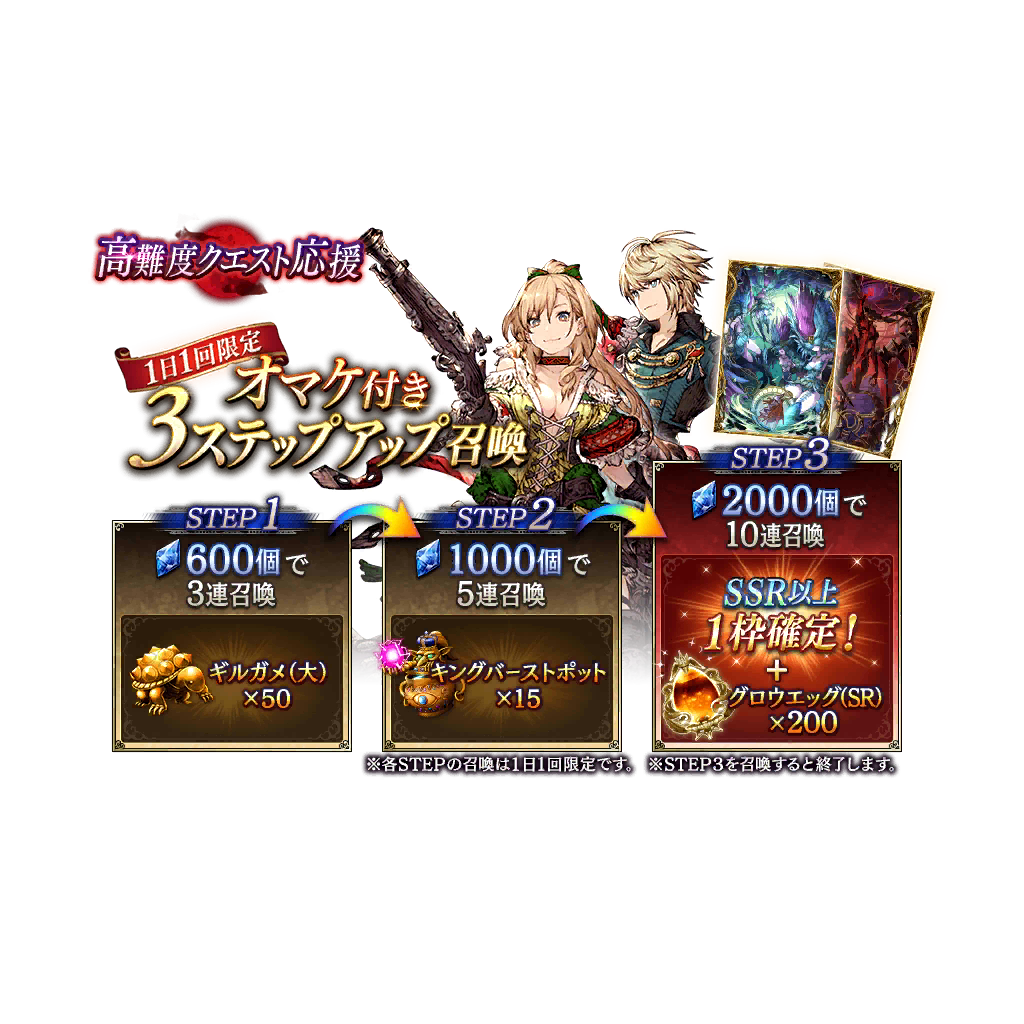 高難度クエスト応援
1日1回限定
オマケ付き
3ステップアップ召喚
STEP 1
600個で
3連召喚
ギルガメ(大)
×50
STEP 2
1000個で
5連召喚
キングバーストポット
×15
STEP 3
2000個で
10連召喚
SSR以上
1枠確定!
+
グロウエッグ(SR)
×200
※各STEPの召喚は1日1回限定です。
※STEP3を召喚すると終了します。